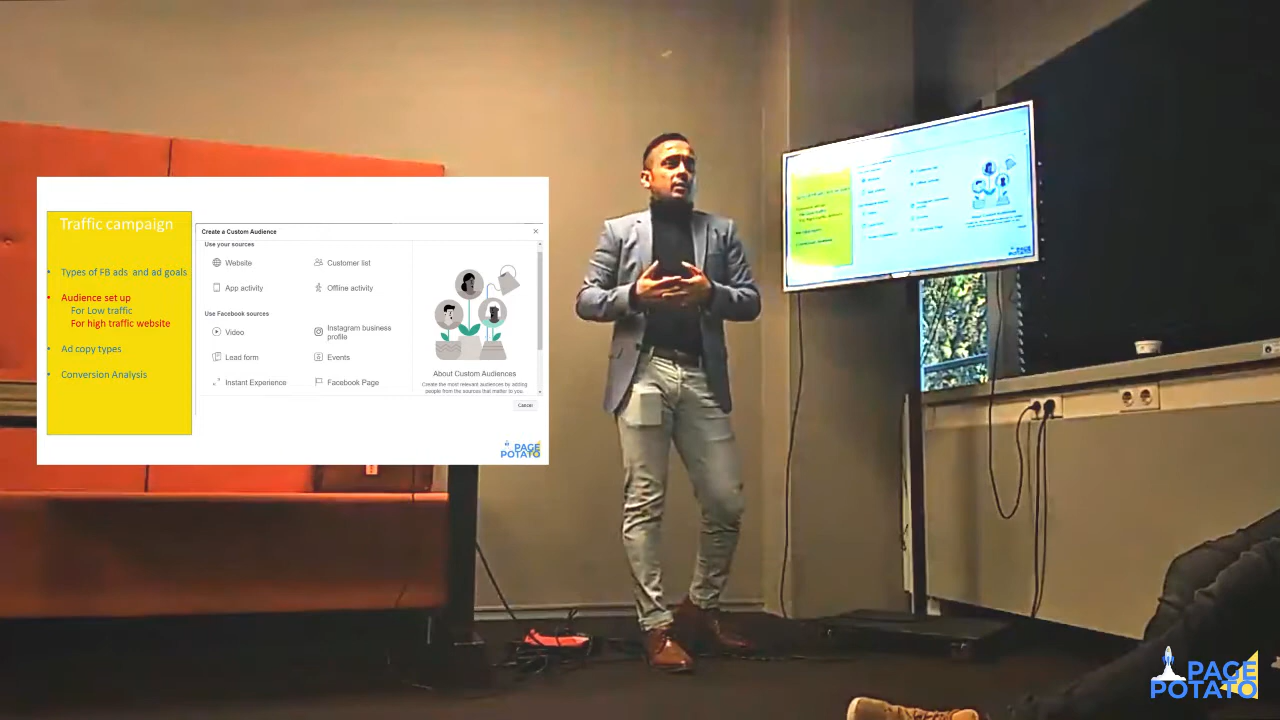 Traffic campaign
Types of FB ads and ad goals
Audience set up
For Low traffic
For high traffic website
Ad copy types
Conversion Analysis
Create a Custom Audience
Use your sources
Website
Customer list
App activity
Offline activity
Use Facebook sources
Video
Instagram business
profile
Lead form
Events
Instant Experience
Facebook Page
About Custom Audiences
Create the most relevant audiences by adding
people from the sources that matter to you
Cancel
PAGE
POTATO
PAGE
POTATO